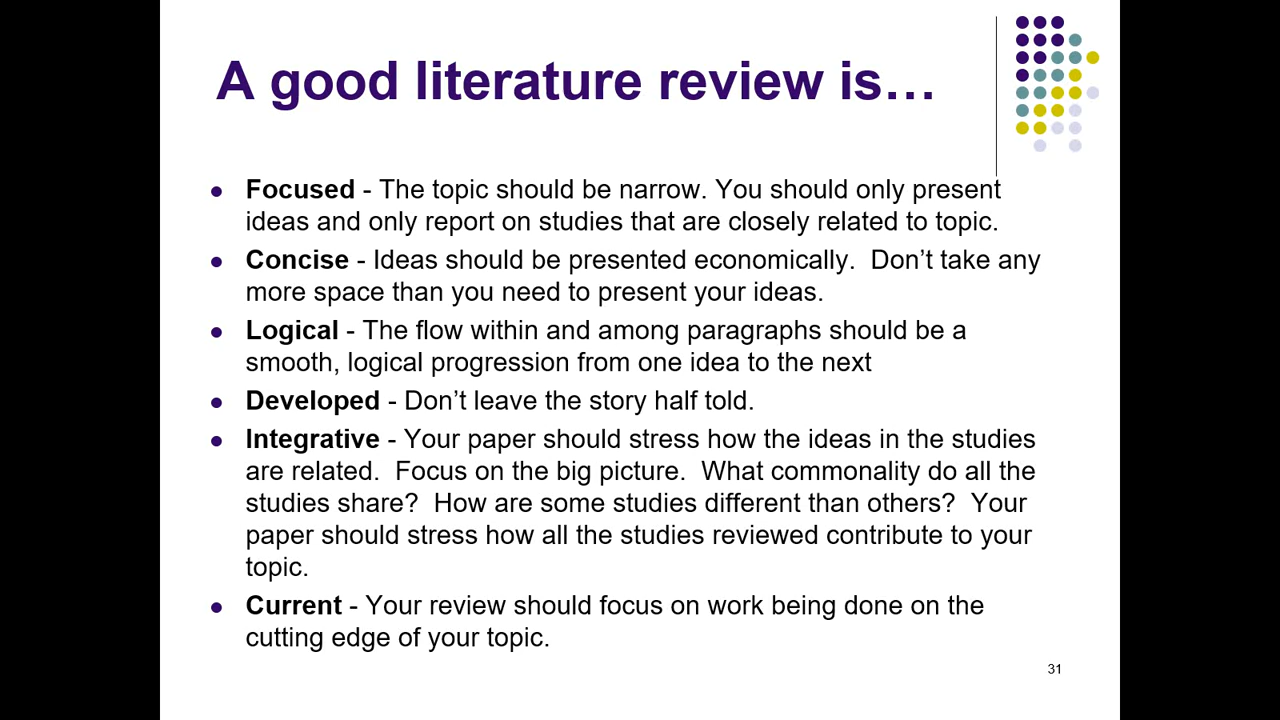 A good literature review is…
Focused - The topic should be narrow. You should only present
ideas and only report on studies that are closely related to topic.
Concise - Ideas should be presented economically.  Don’t take any
more space than you need to present your ideas.
Logical - The flow within and among paragraphs should be a
smooth, logical progression from one idea to the next
Developed - Don’t leave the story half told.
Integrative - Your paper should stress how the ideas in the studies
are related.  Focus on the big picture.  What commonality do all the
studies share?  How are some studies different than others?  Your
paper should stress how all the studies reviewed contribute to your
topic.
Current - Your review should focus on work being done on the
cutting edge of your topic.
31